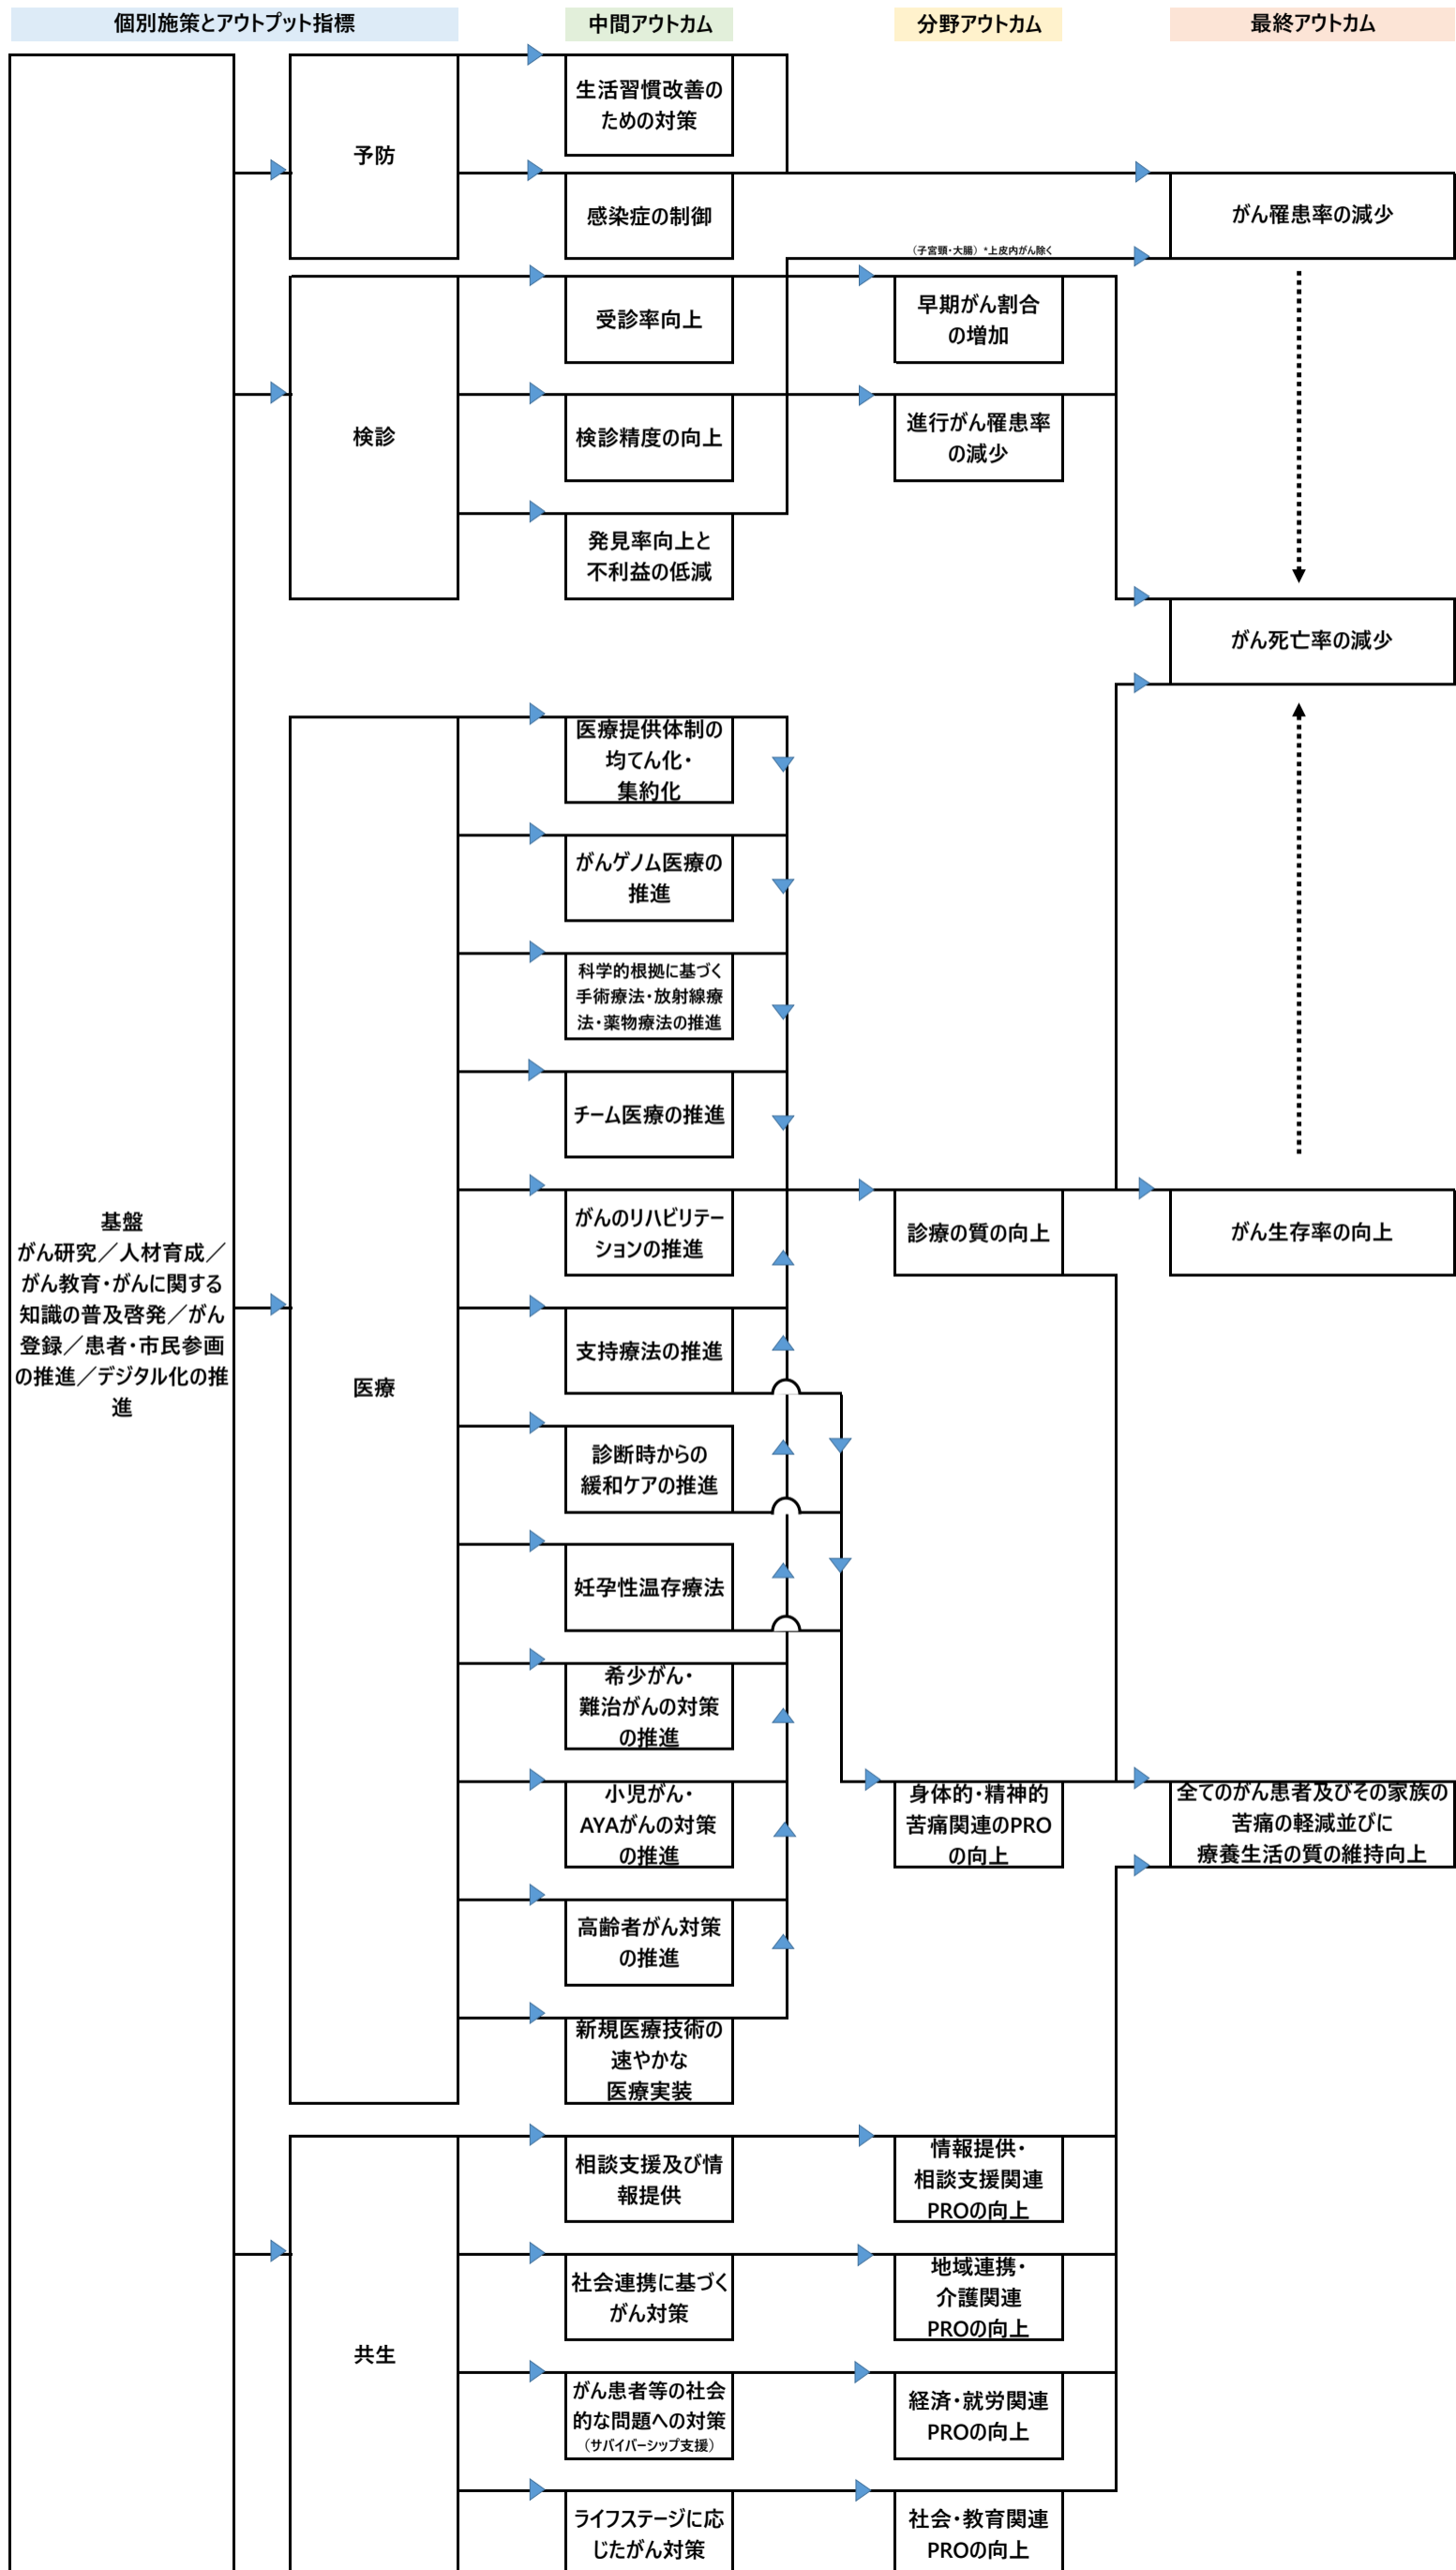 個別施策とアウトプット指標
中間アウトカム
分野アウトカム
最終アウトカム
基盤
がん研究／人材育成／
がん教育・がんに関する
知識の普及啓発／がん
登録／患者・市民参画
の推進／デジタル化の推
進
予防
生活習慣改善の
ための対策
感染症の制御
がん罹患率の減少
（子宮頸・大腸）*上皮内がん除く
検診
受診率向上
早期がん割合
の増加
検診精度の向上
進行がん罹患率
の減少
発見率向上と
不利益の低減
がん死亡率の減少
医療
医療提供体制の
均てん化・
集約化
がんゲノム医療の
推進
科学的根拠に基づく
手術療法・放射線療
法・薬物療法の推進
チーム医療の推進
がんのリハビリテー
ションの推進
診療の質の向上
がん生存率の向上
支持療法の推進
診断時からの
緩和ケアの推進
妊孕性温存療法
希少がん・
難治がんの対策
の推進
小児がん・
AYAがんの対策
の推進
身体的・精神的
苦痛関連のPRO
の向上
全てのがん患者及びその家族の
苦痛の軽減並びに
療養生活の質の維持向上
高齢者がん対策
の推進
新規医療技術の
速やかな
医療実装
共生
相談支援及び情
報提供
情報提供・
相談支援関連
PROの向上
社会連携に基づく
がん対策
地域連携・
介護関連
PROの向上
がん患者等の社会
的な問題への対策
（サバイバーシップ支援）
経済・就労関連
PROの向上
ライフステージに応
じたがん対策
社会・教育関連
PROの向上